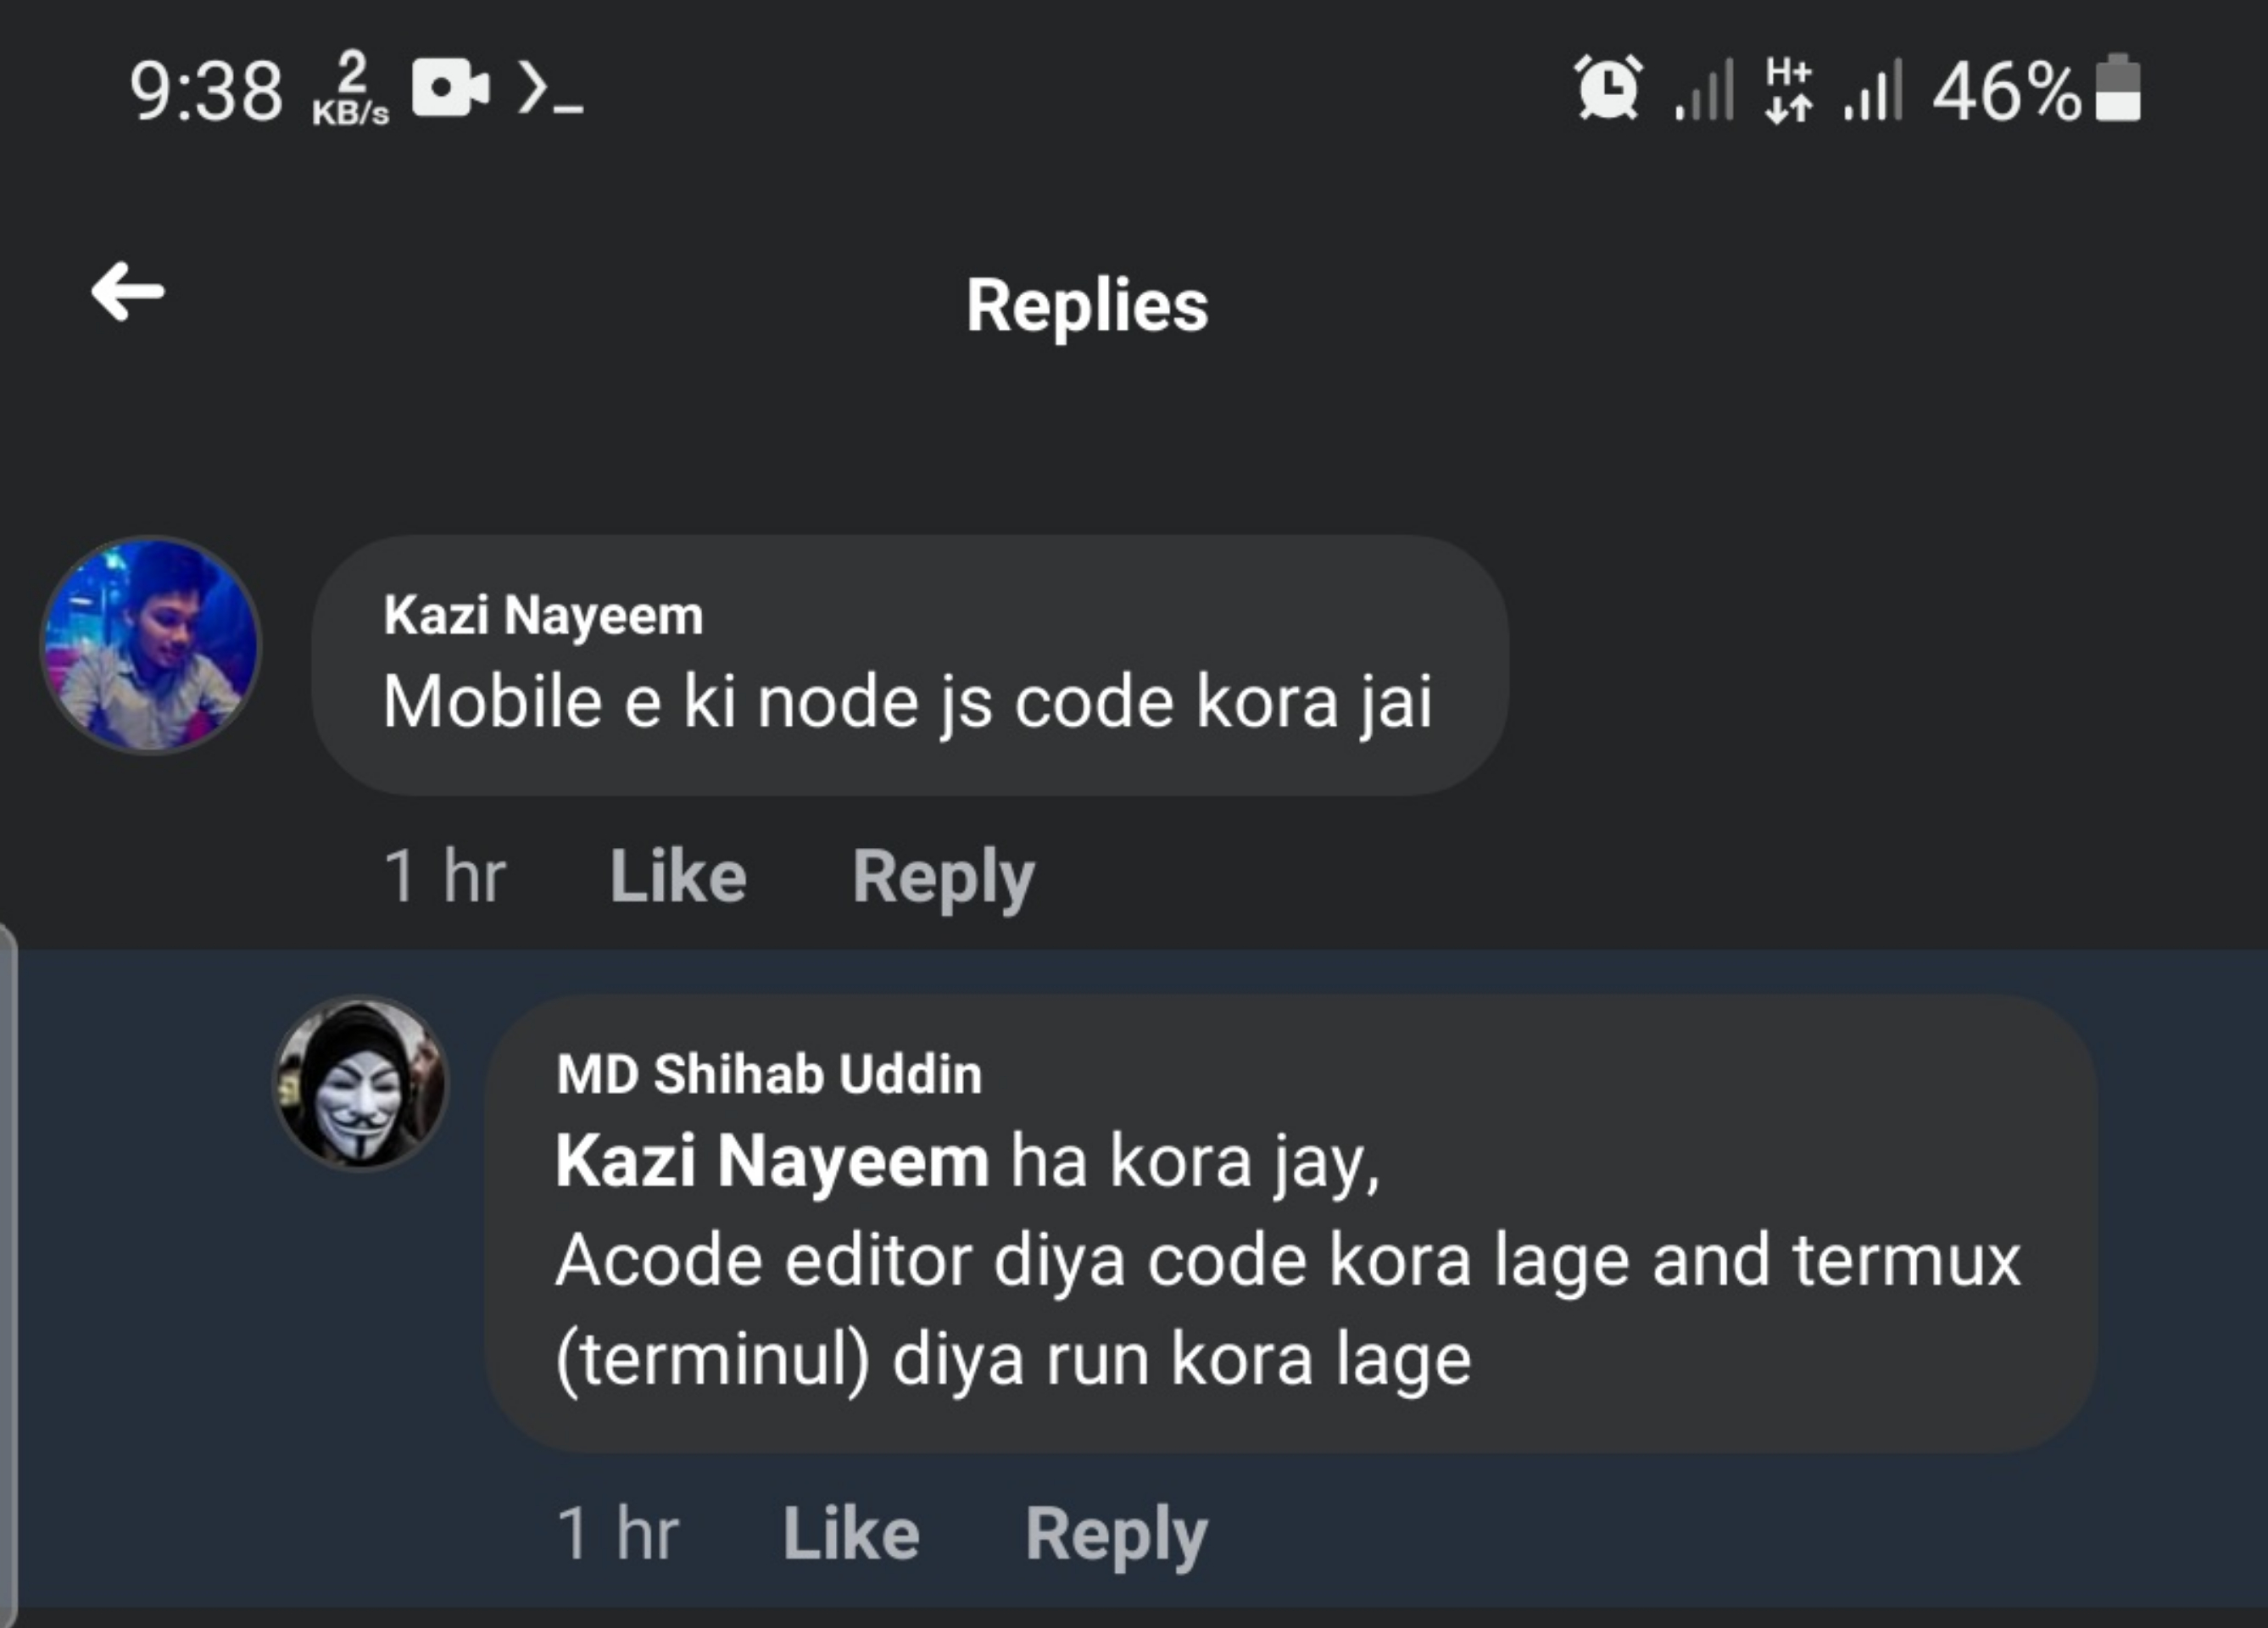 9:38 2 KB/s H+ 46%
Replies
Kazi Nayeem
Mobile e ki node js code kora jai
1 hr Like Reply
MD Shihab Uddin
Kazi Nayeem ha kora jay,
Acode editor diya code kora lage and termux
(terminul) diya run kora lage
1 hr Like Reply